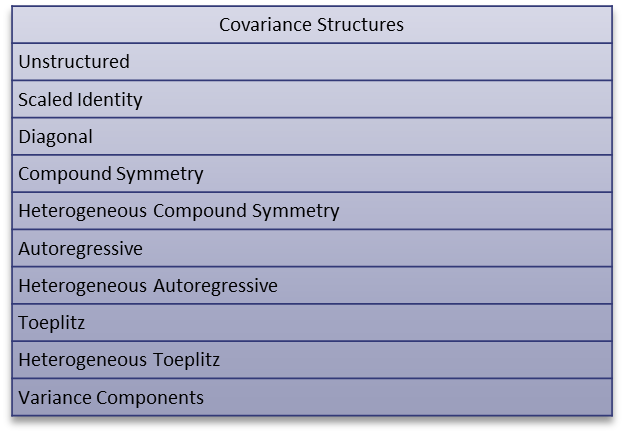 Covariance Structures
Unstructured
Scaled Identity
Diagonal
Compound Symmetry
Heterogeneous Compound Symmetry
Autoregressive
Heterogeneous Autoregressive
Toeplitz
Heterogeneous Toeplitz
Variance Components